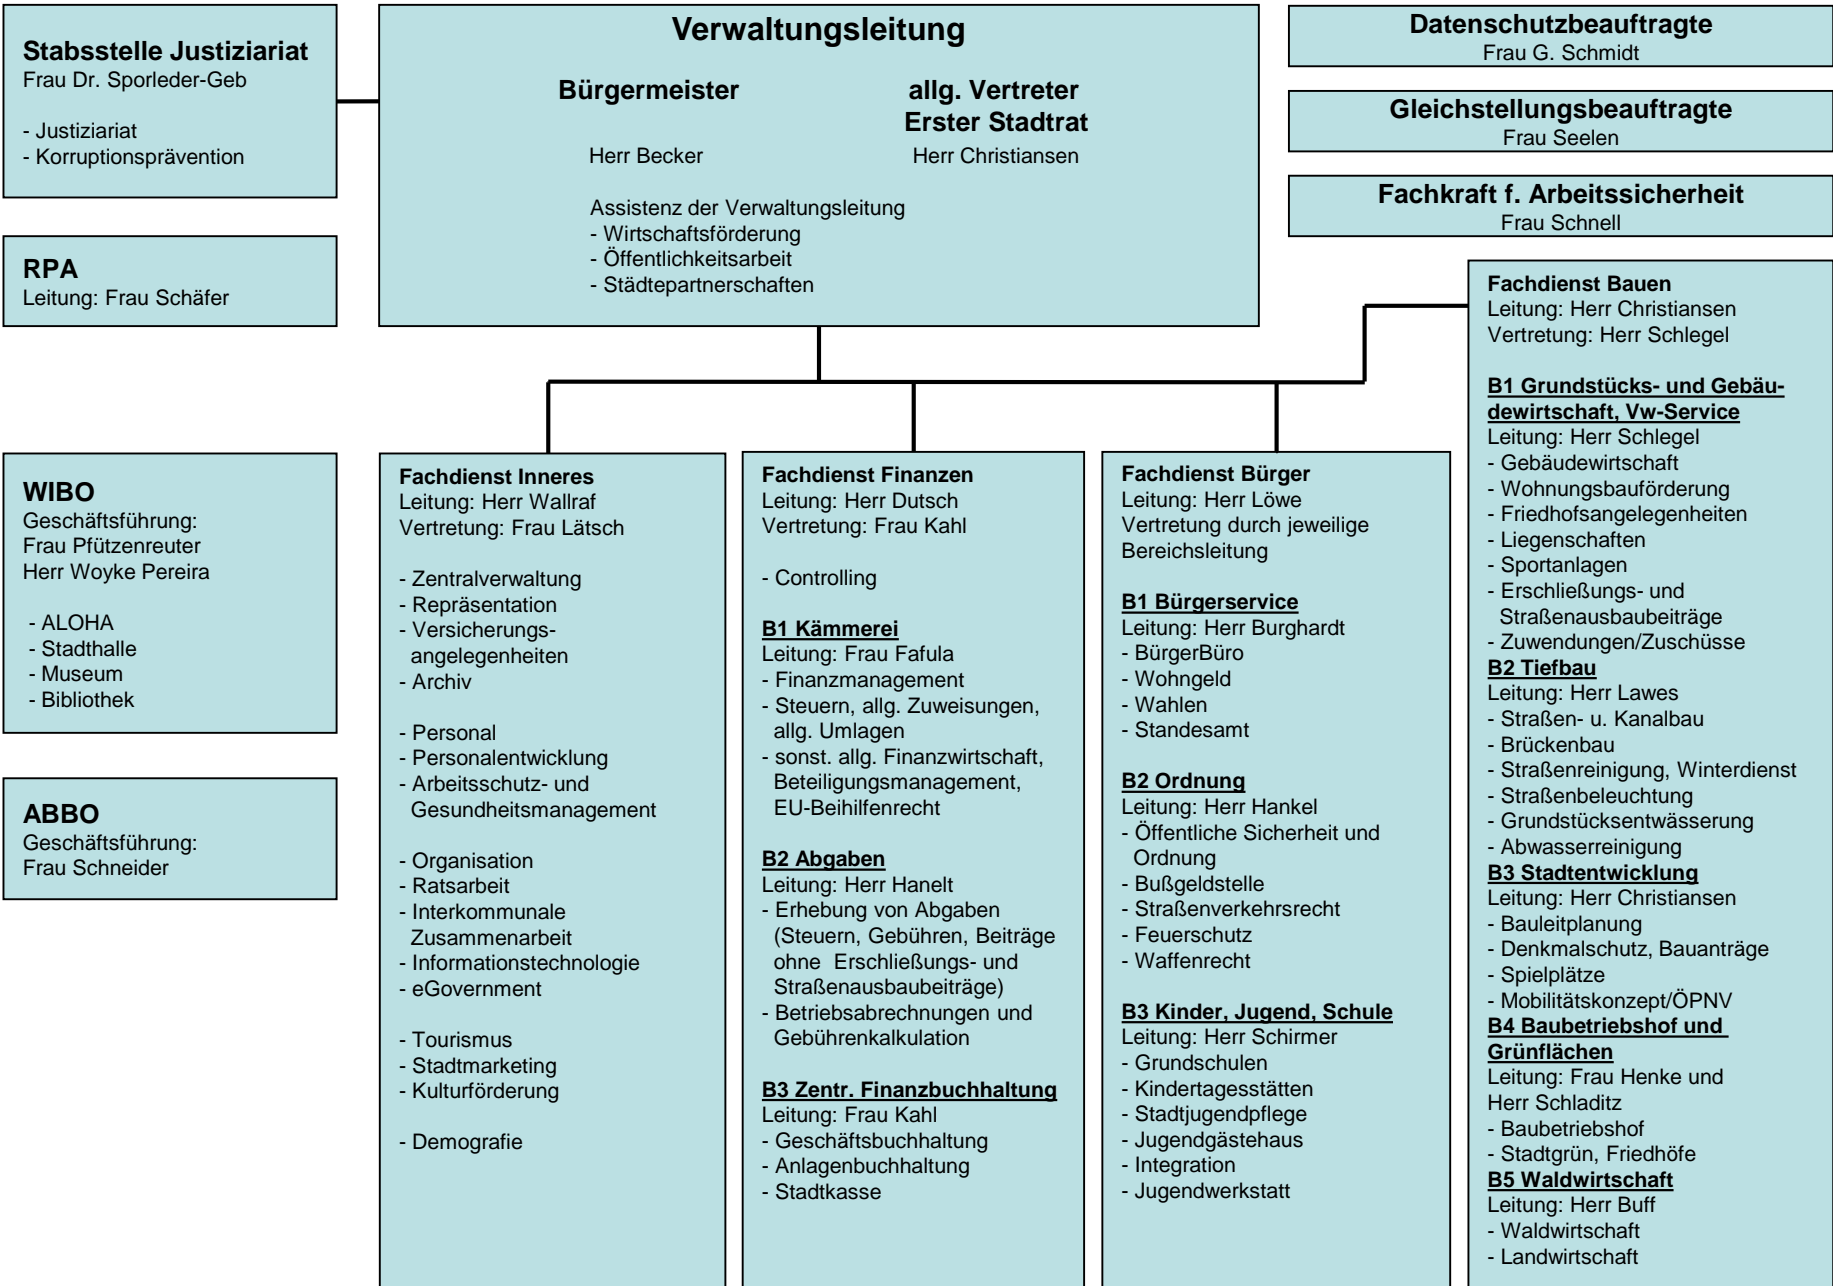 Stabsstelle Justiziariat
Frau Dr. Sporleder-Geb
- Justiziariat
- Korruptionsprävention
RPA
Leitung: Frau Schäfer
WIBO
Geschäftsführung:
Frau Pfützenreuter
Herr Woyke Pereira
- ALOHA
- Stadthalle
- Museum
- Bibliothek
ABBO
Geschäftsführung:
Frau Schneider
Verwaltungsleitung
Bürgermeister
allg. Vertreter
Erster Stadtrat
Herr Becker
Herr Christiansen
Assistenz der Verwaltungsleitung
- Wirtschaftsförderung
- Öffentlichkeitsarbeit
- Städtepartnerschaften
Datenschutzbeauftragte
Frau G. Schmidt
Gleichstellungsbeauftragte
Frau Seelen
Fachkraft f. Arbeitssicherheit
Frau Schnell
Fachdienst Inneres
Leitung: Herr Wallraf
Vertretung: Frau Lätsch
- Zentralverwaltung
- Repräsentation
- Versicherungs-
angelegenheiten
- Archiv
- Personal
- Personalentwicklung
- Arbeitsschutz- und
Gesundheitsmanagement
- Organisation
- Ratsarbeit
- Interkommunale
Zusammenarbeit
- Informationstechnologie
- eGovernment
- Tourismus
- Stadtmarketing
- Kulturförderung
- Demografie
Fachdienst Finanzen
Leitung: Herr Dutsch
Vertretung: Frau Kahl
- Controlling
B1 Kämmerei
Leitung: Frau Fafula
- Finanzmanagement
- Steuern, allg. Zuweisungen,
allg. Umlagen
- sonst. allg. Finanzwirtschaft,
Beteiligungsmanagement,
EU-Beihilfenrecht
B2 Abgaben
Leitung: Herr Hanelt
- Erhebung von Abgaben
(Steuern, Gebühren, Beiträge
ohne Erschließungs- und
Straßenausbaubeiträge)
- Betriebsabrechnungen und
Gebührenkalkulation
B3 Zentr. Finanzbuchhaltung
Leitung: Frau Kahl
- Geschäftsbuchhaltung
- Anlagenbuchhaltung
- Stadtkasse
Fachdienst Bürger
Leitung: Herr Löwe
Vertretung durch jeweilige
Bereichsleitung
B1 Bürgerservice
Leitung: Herr Burghardt
- BürgerBüro
- Wohngeld
- Wahlen
- Standesamt
B2 Ordnung
Leitung: Herr Hankel
- Öffentliche Sicherheit und
Ordnung
- Bußgeldstelle
- Straßenverkehrsrecht
- Feuerschutz
- Waffenrecht
B3 Kinder, Jugend, Schule
Leitung: Herr Schirmer
- Grundschulen
- Kindertagesstätten
- Stadtjugendpflege
- Jugendgästehaus
- Integration
- Jugendwerkstatt
Fachdienst Bauen
Leitung: Herr Christiansen
Vertretung: Herr Schlegel
B1 Grundstücks- und Gebäu-
dewirtschaft, Vw-Service
Leitung: Herr Schlegel
- Gebäudewirtschaft
- Wohnungsbauförderung
- Friedhofsangelegenheiten
- Liegenschaften
- Sportanlagen
- Erschließungs- und
Straßenausbaubeiträge
- Zuwendungen/Zuschüsse
B2 Tiefbau
Leitung: Herr Lawes
- Straßen- u. Kanalbau
- Brückenbau
- Straßenreinigung, Winterdienst
- Straßenbeleuchtung
- Grundstücksentwässerung
- Abwasserreinigung
B3 Stadtentwicklung
Leitung: Herr Christiansen
- Bauleitplanung
- Denkmalschutz, Bauanträge
- Spielplätze
- Mobilitätskonzept/ÖPNV
B4 Baubetriebshof und
Grünflächen
Leitung: Frau Henke und
Herr Schladitz
- Baubetriebshof
- Stadtgrün, Friedhöfe
B5 Waldwirtschaft
Leitung: Herr Buff
- Waldwirtschaft
- Landwirtschaft